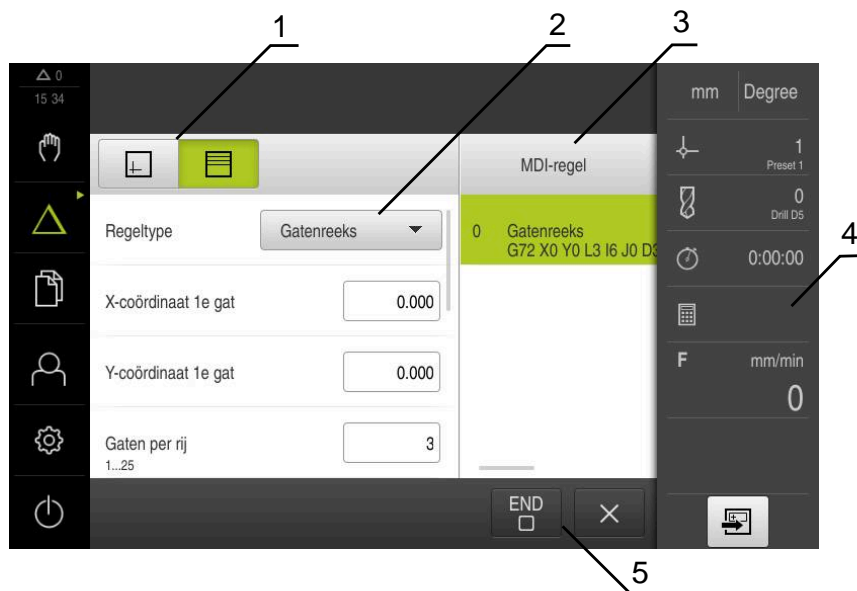 1
2
3
0
15 34
mm Degree
1
Preset 1
MDI-regel
0
Drill D5
Regeltype Gatenreeks
0 Gatenreeks
G72 X0 Y0 L3 I6 J0 D3
4
0:00:00
X-coördinaat 1e gat 0.000
Y-coördinaat 1e gat 0.000
F mm/min
0
Gaten per rij 3
1...25
END
5